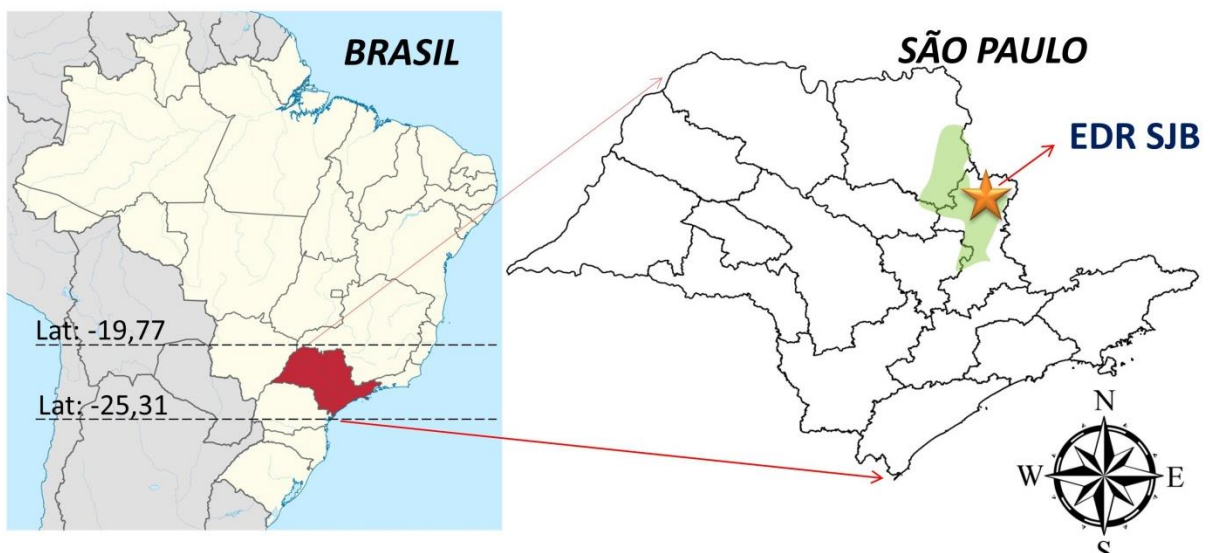 BRASIL
Lat: -19,77
Lat: -25,31
SÃO PAULO
EDR SJB
N
W
E
S